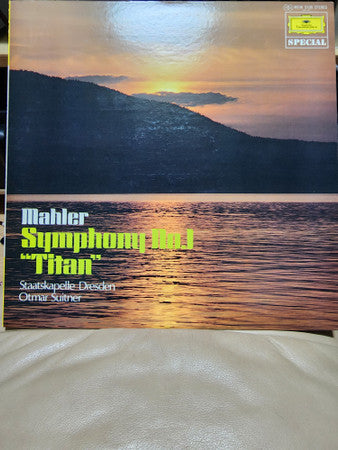 SPECIAL
Mahler
Symphony No.1
"Titan"
Staatskapelle Dresden
Otmar Suitner